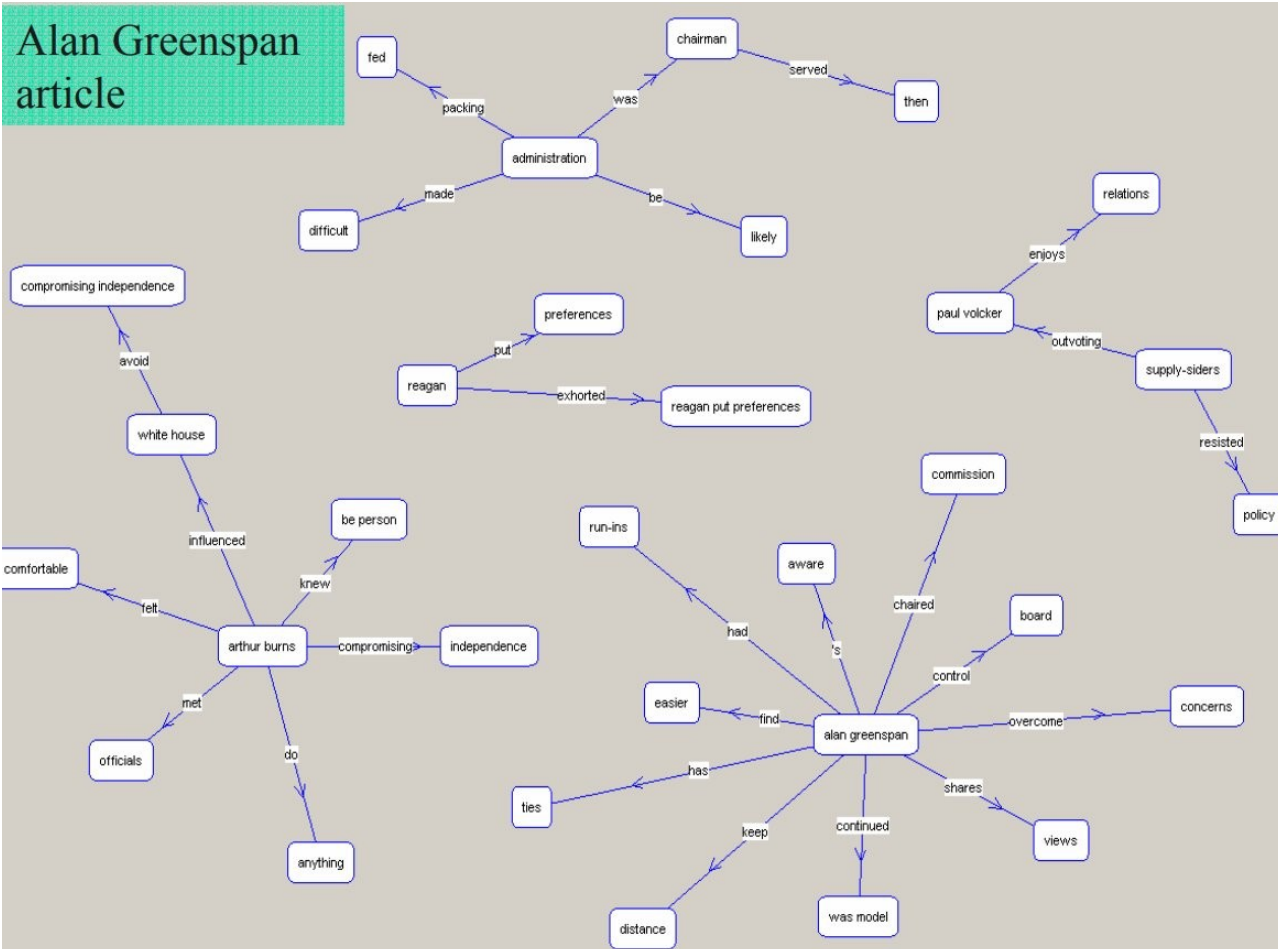 Alan Greenspan
article
chairman
fed
served
was
then
packing
administration
made
be
relations
difficult
likely
enjoys
compromising independence
preferences
paul volcker
put
outvoting
avoid
supply-siders
reagan
exhorted
reagan put preferences
white house
resisted
commission
be person
run-ins
policy
influenced
aware
comfortable
knew
chaired
felt
board
had
arthur burns
compromising
independence
's
control
met
easier
find
concerns
overcome
alan greenspan
officials
do
has
shares
ties
keep
continued
views
anything
was model
distance